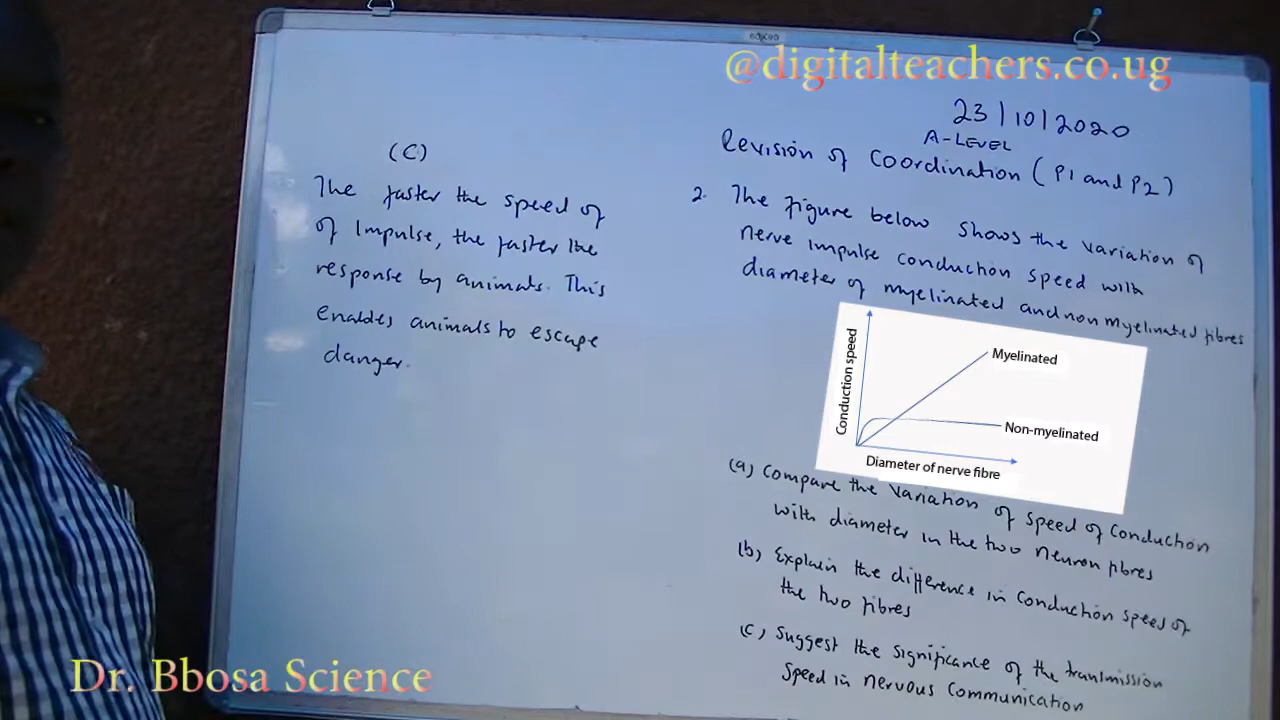 edjcoa
@digitalteachers.co.ug
23/10/2020
A-LEVEL
Revision of Coordination (P1 and P2)
(C)
The faster the speed of
of Impulse, the faster the
response by animals. This
enables animals to escape
danger.
2. The figure below shows the variation of
nerve impulse conduction speed with
diameter of myelinated and non myelinated fibres
Conduction speed
Myelinated
Non-myelinated
Diameter of nerve fibre
(a) Compare the variation of speed of conduction
with diameter in the two neuron fibres
(b) Explain the difference in conduction speed of
the two fibres
(c) Suggest the significance of the transmission
speed in nervous communication
Dr. Bbosa Science